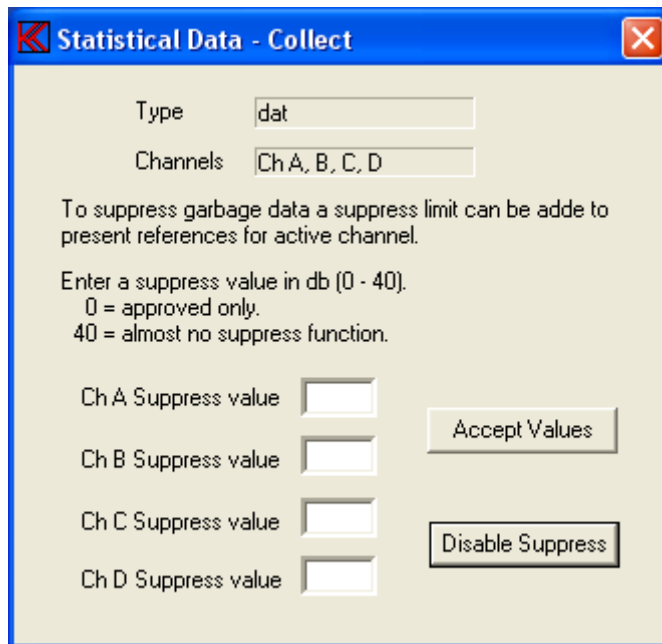 Statistical Data - Collect
Type dat
Channels Ch A, B, C, D
To suppress garbage data a suppress limit can be adde to
present references for active channel.
Enter a suppress value in db (0 - 40).
0 = approved only.
40 = almost no suppress function.
Ch A Suppress value
Accept Values
Ch B Suppress value
Ch C Suppress value
Disable Suppress
Ch D Suppress value